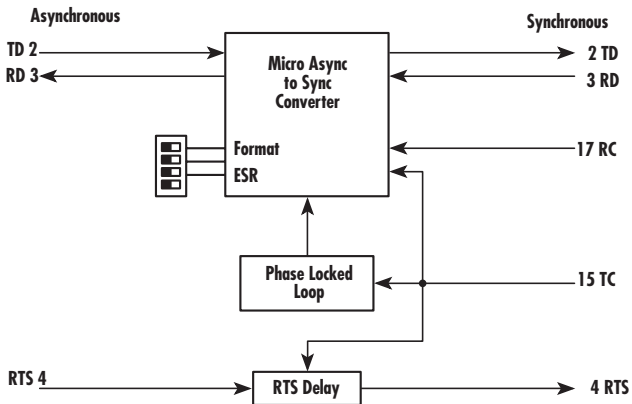 Asynchronous
Synchronous
TD 2
2 TD
RD 3
3 RD
Micro Async
to Sync
Converter
17 RC
Format
ESR
Phase Locked
Loop
15 TC
RTS 4
RTS Delay
4 RTS